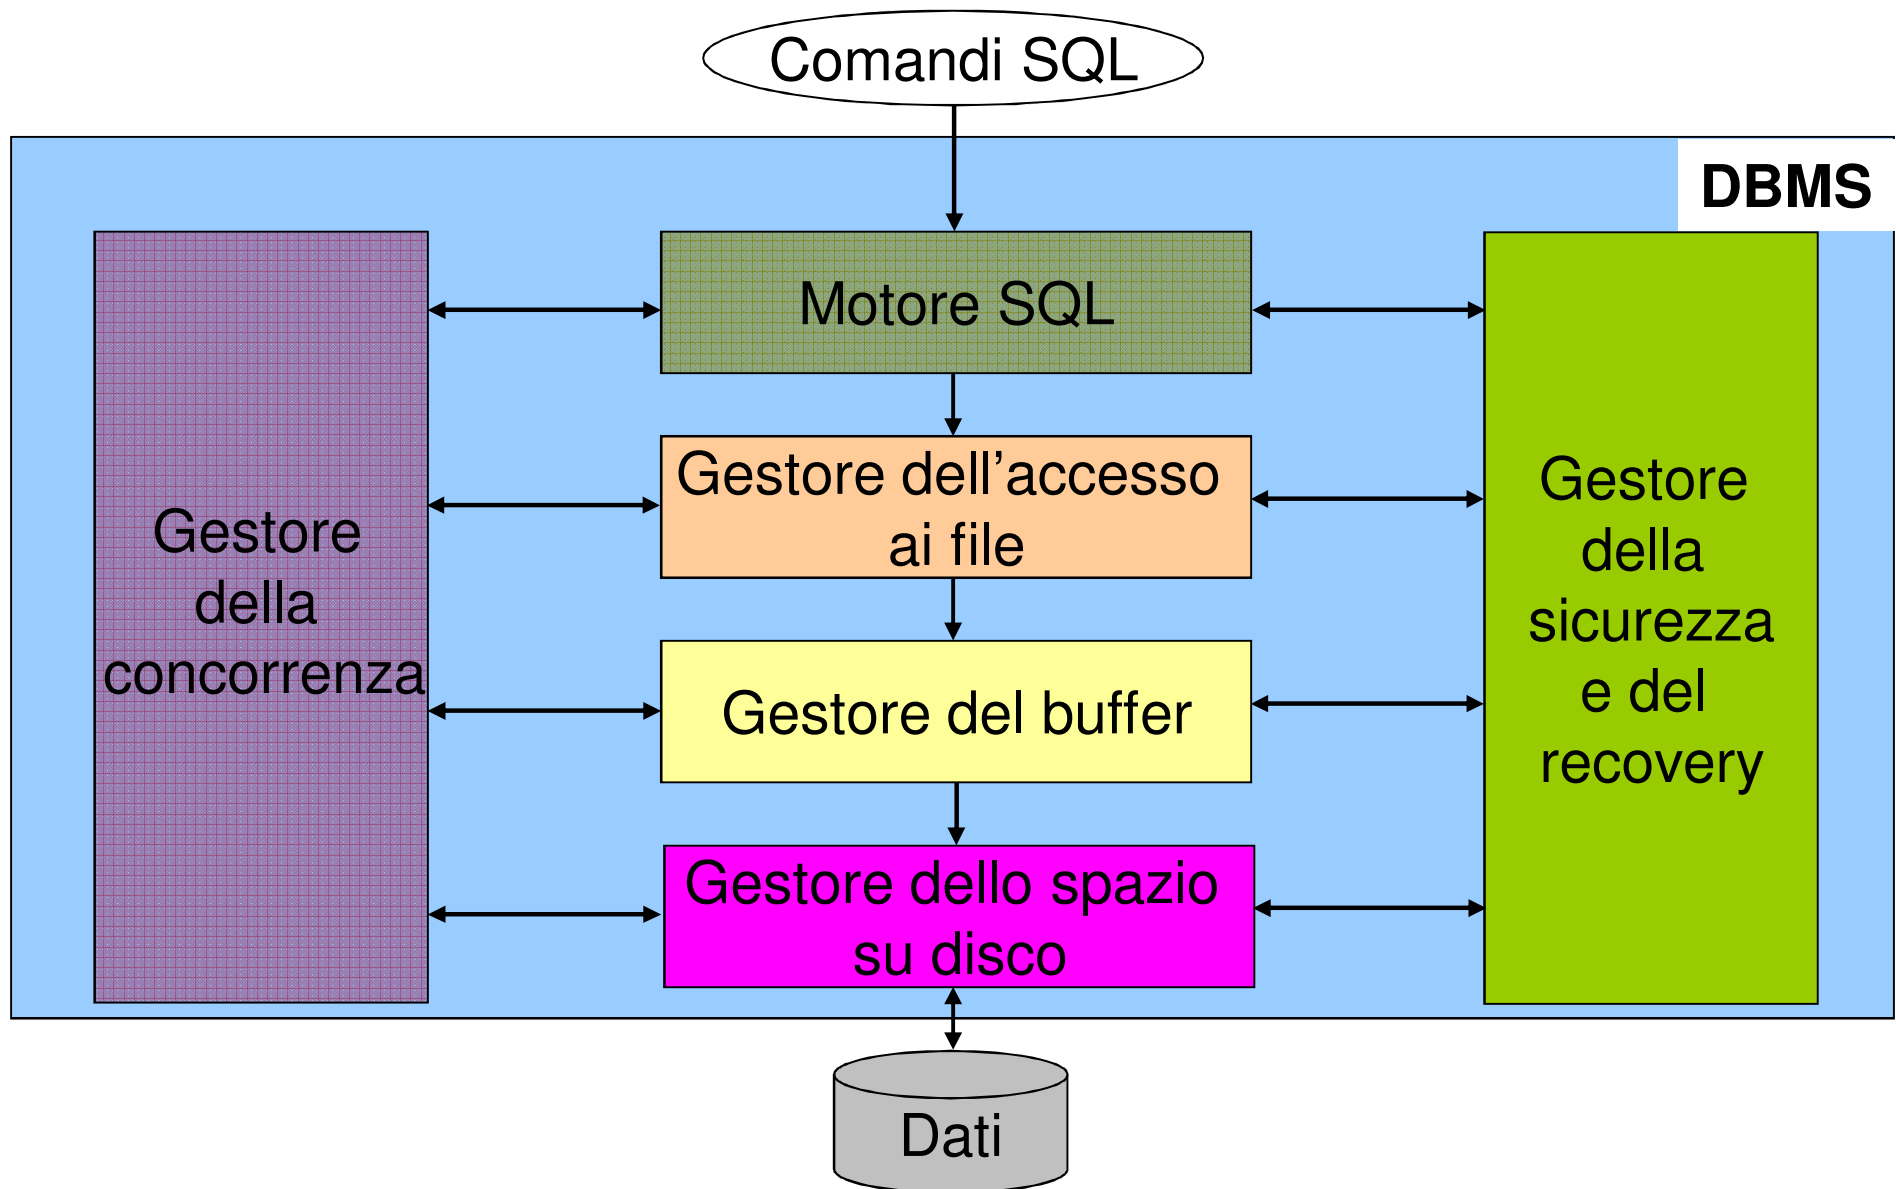 Comandi SQL
DBMS
Motore SQL
Gestore dell’accesso
ai file
Gestore del buffer
Gestore dello spazio
su disco
Gestore
della
concorrenza
Gestore
della
sicurezza
e del
recovery
Dati